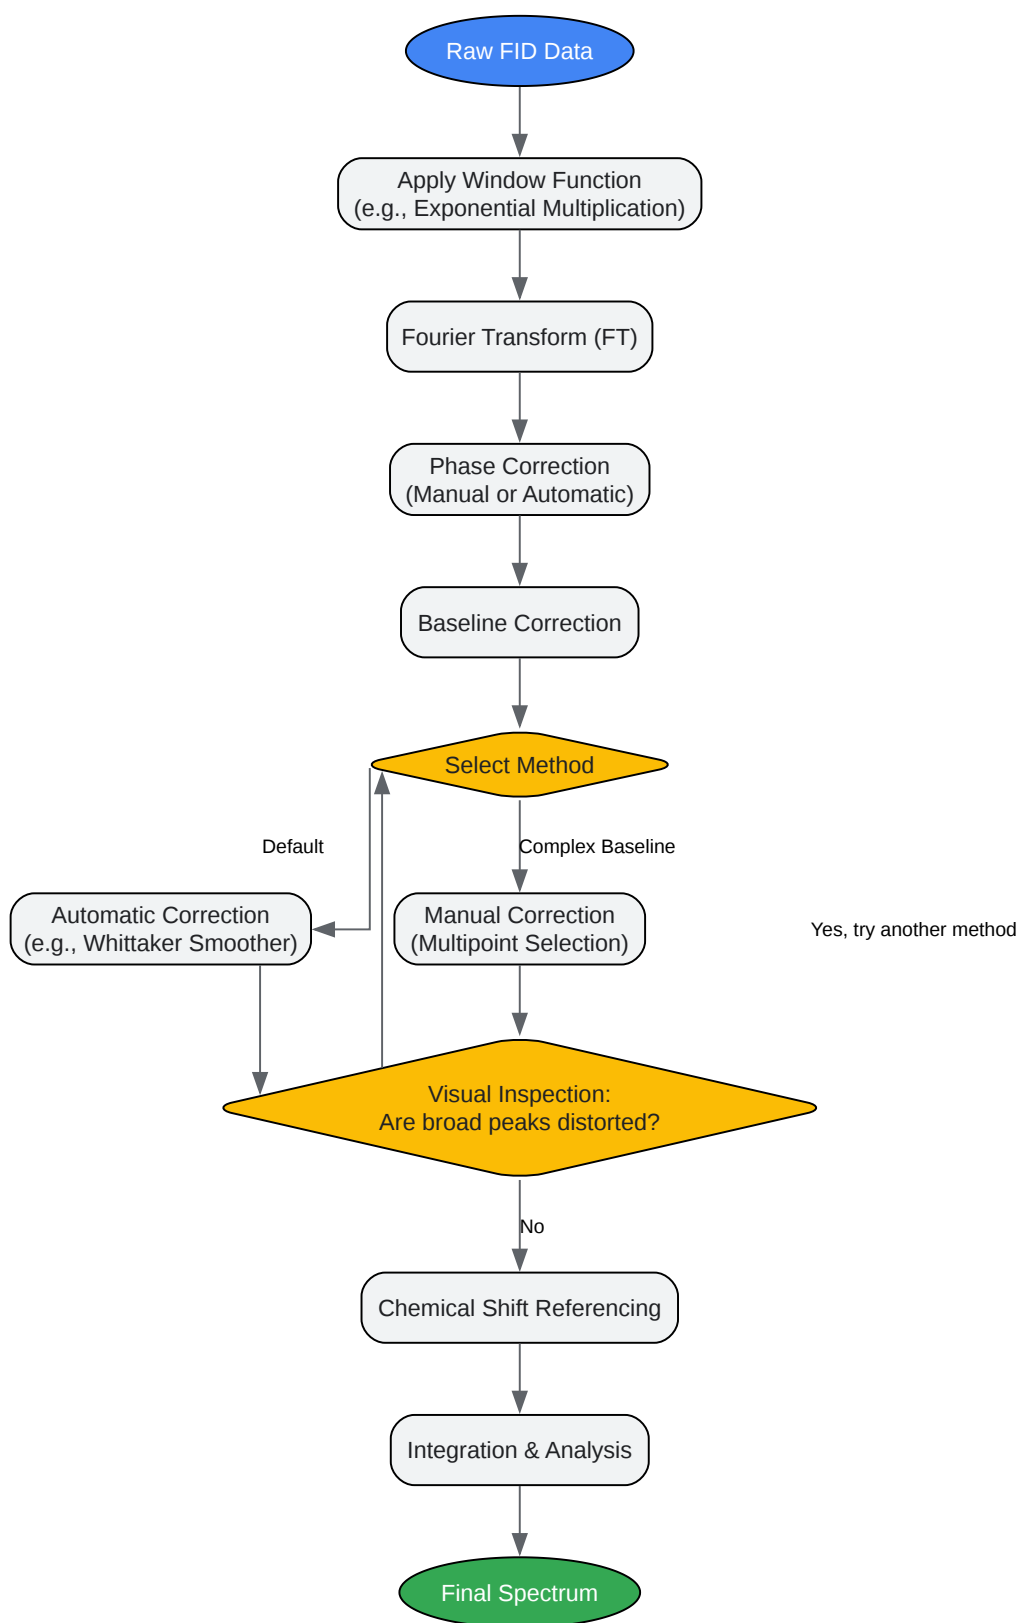 Raw FID Data
Apply Window Function
(e.g., Exponential Multiplication)
Fourier Transform (FT)
Phase Correction
(Manual or Automatic)
Baseline Correction
Select Method
Default
Complex Baseline
Automatic Correction
(e.g., Whittaker Smoother)
Manual Correction
(Multipoint Selection)
Yes, try another method
Visual Inspection:
Are broad peaks distorted?
No
Chemical Shift Referencing
Integration & Analysis
Final Spectrum